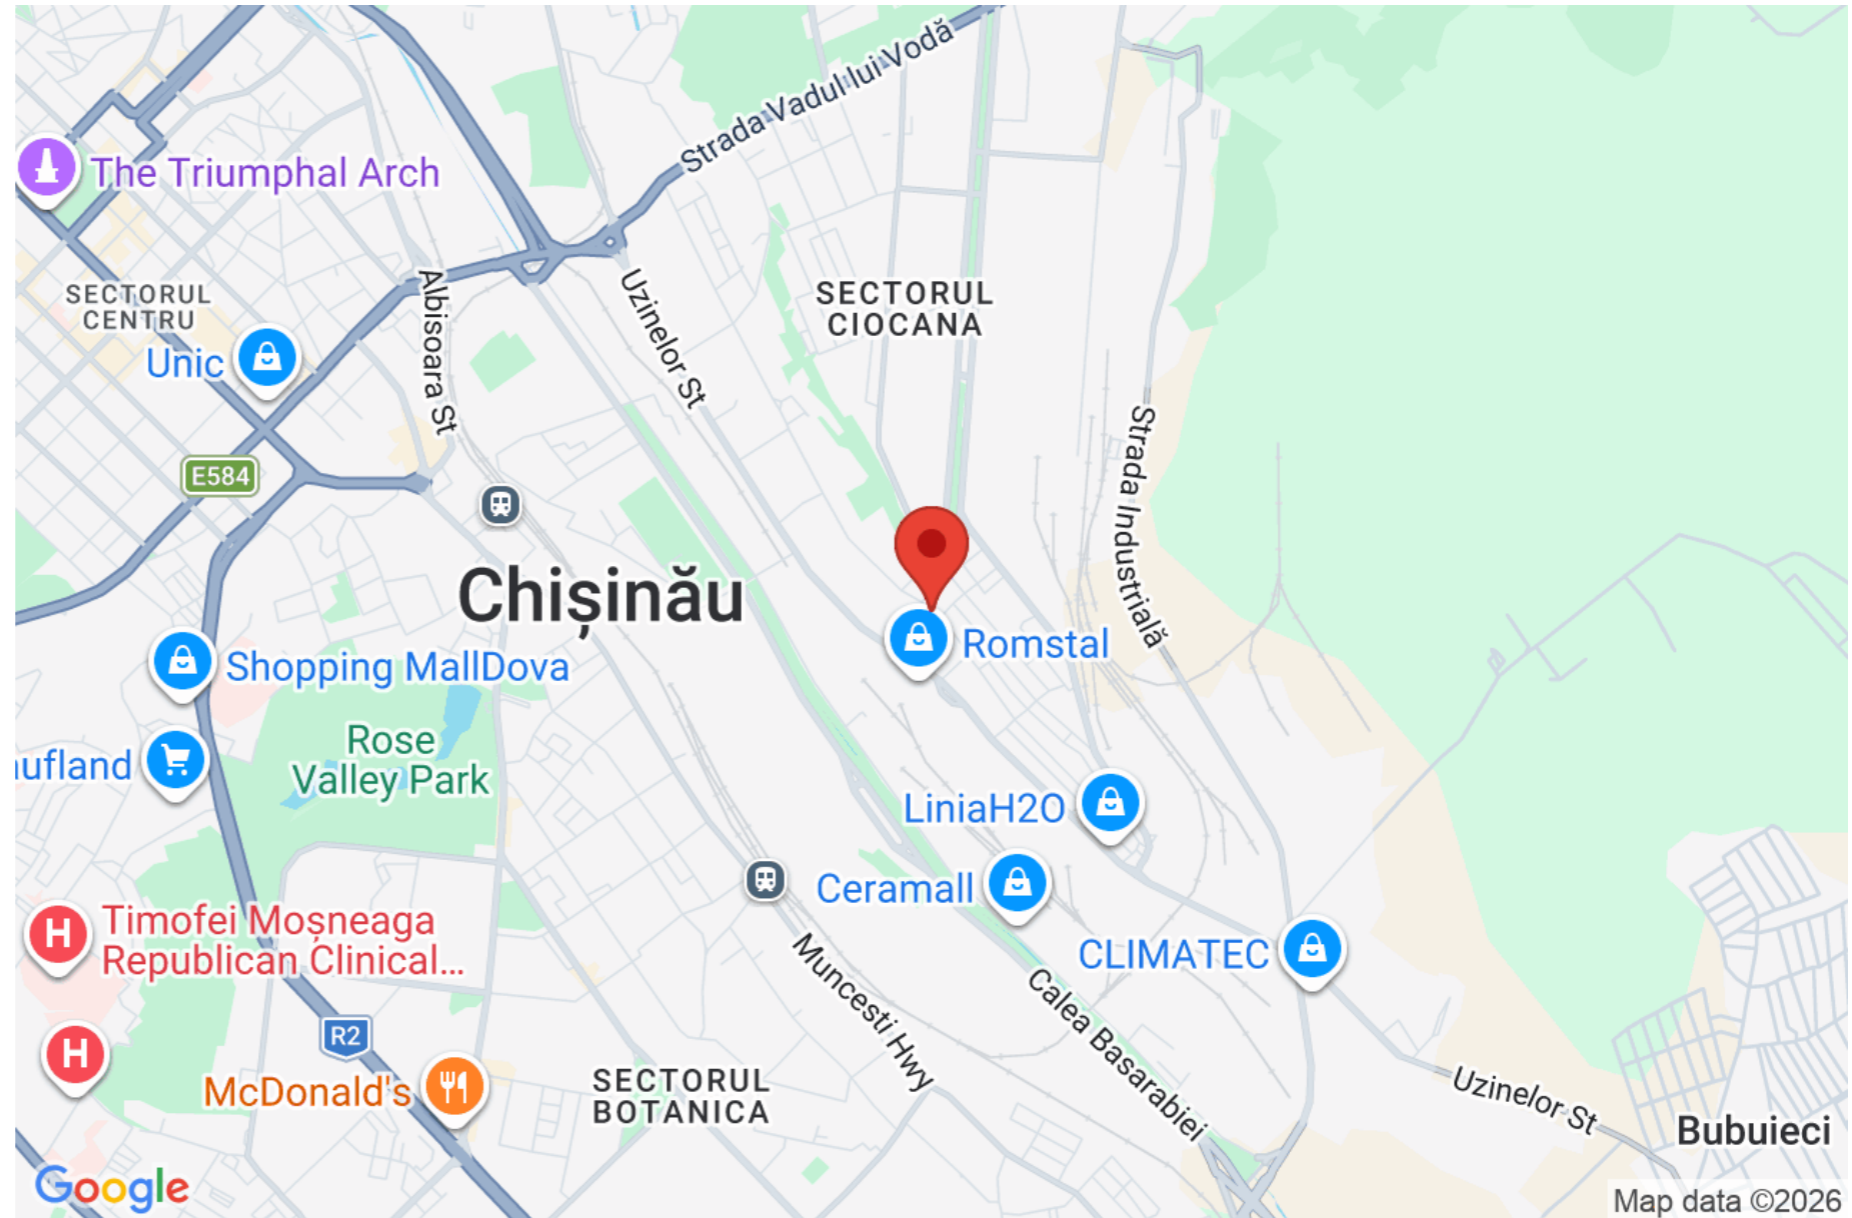 Strada Vadul lui Vodă
The Triumphal Arch
SECTORUL
CENTRU
Albisoara St
Uzinelor St
SECTORUL
CIOCANA
Unic
E584
Strada Industrială
Chișinău
Romstal
Shopping MallDova
Rose
Valley Park
ufland
LiniaH2O
Ceramall
Timofei Moșneaga
Republican Clinical...
H
CLIMATEC
Muncesti Hwy
Calea Basarabiei
R2
H
McDonald's
SECTORUL
BOTANICA
Uzinelor St
Bubuieci
Google
Map data ©2026